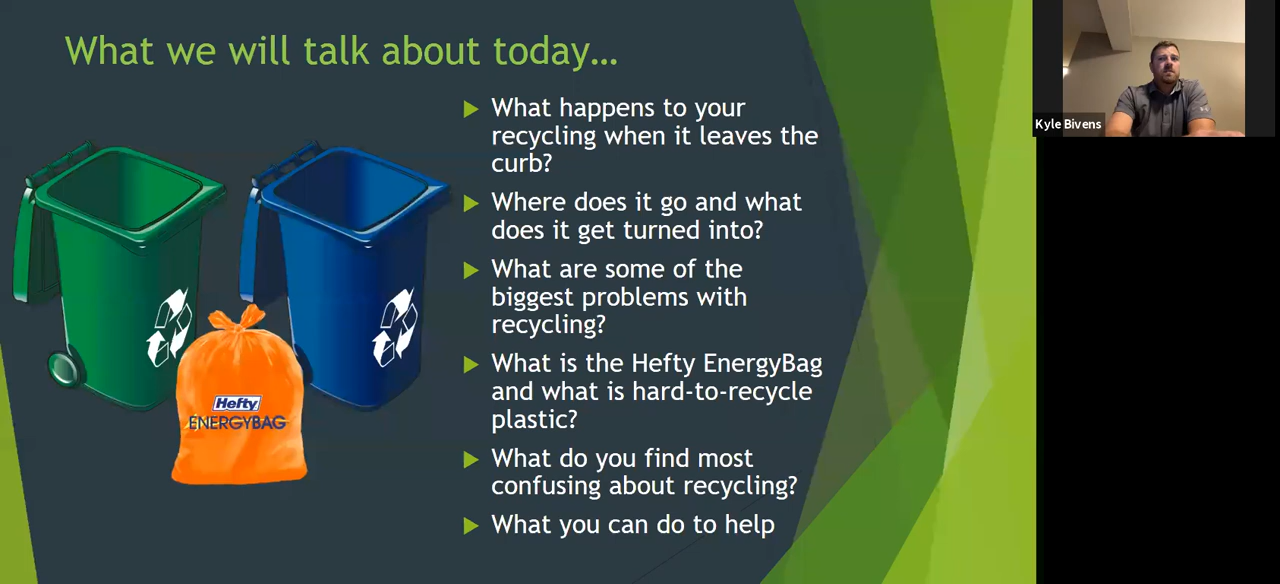 What we will talk about today...
What happens to your
recycling when it leaves the
curb?
Where does it go and what
does it get turned into?
What are some of the
biggest problems with
recycling?
What is the Hefty EnergyBag
and what is hard-to-recycle
plastic?
What do you find most
confusing about recycling?
What you can do to help
Hefty
ENERGYBAG
Kyle Bivens